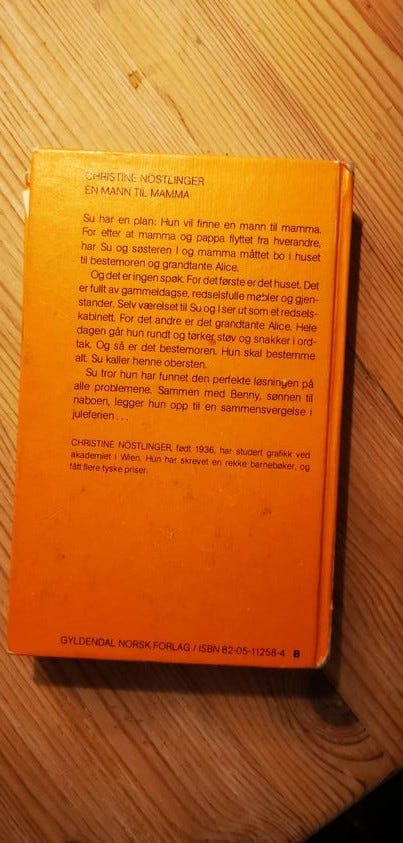 CHRISTINE NÖSTLINGER
EN MANN TIL MAMMA
Su har en plan: Hun vil finne en mann til mamma.
For etter at mamma og pappa flyttet fra hverandre,
har Su og søsteren I og mamma måttet bo i huset
til bestemoren og grandtante Alice.
Og det er ingen spøk. For det første er det huset. Det
er fullt av gammeldagse, redselsfulle møbler og gjen-
stander. Selv værelset til Su og I ser ut som et redsels-
kabinett. For det andre er det grandtante Alice. Hele
dagen går hun rundt og tørker støv og snakker i ord-
tak. Og så er det bestemoren. Hun skal bestemme
alt. Su kaller henne obersten.
Su tror hun har funnet den perfekte løsningen på
alle problemene. Sammen med Benny, sønnen til
naboen, legger hun opp til en sammensvergelse i
juleferien . . .
CHRISTINE NÖSTLINGER, født 1936, har studert grafikk ved
akademiet i Wien. Hun har skrevet en rekke barnebøker, og
fått flere tyske priser.
GYLDENDAL NORSK FORLAG / ISBN 82-05-11258-4 B